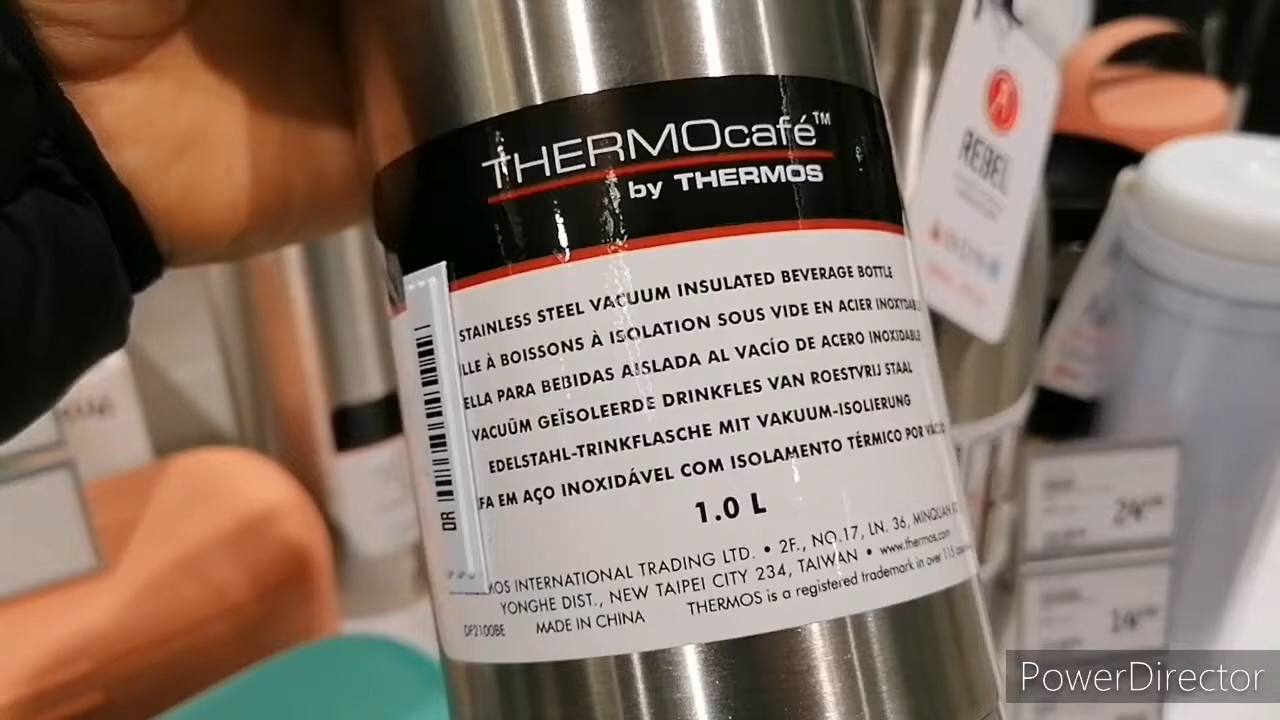 THERMOcafé™
by THERMOS
STAINLESS STEEL VACUUM INSULATED BEVERAGE BOTTLE
LLE À BOISSONS À ISOLATION SOUS VIDE EN ACIER INOXYDABLE
ELLA PARA BEBIDAS AISLADA AL VACÍO DE ACERO INOXIDABLE
VACUÜM GEÏSOLEERDE DRINKFLES VAN ROESTVRIJ STAAL
EDELSTAHL-TRINKFLASCHE MIT VAKUUM-ISOLIERUNG
FA EM AÇO INOXIDÁVEL COM ISOLAMENTO TÉRMICO POR VÁCUO
1.0 L
MOS INTERNATIONAL TRADING LTD. • 2F., NO.17, LN. 36, MINQUAN
YONGHE DIST., NEW TAIPEI CITY 234, TAIWAN • www.thermos.com
DF2100BE MADE IN CHINA THERMOS is a registered trademark in over 115
DR
REBEL
PowerDirector